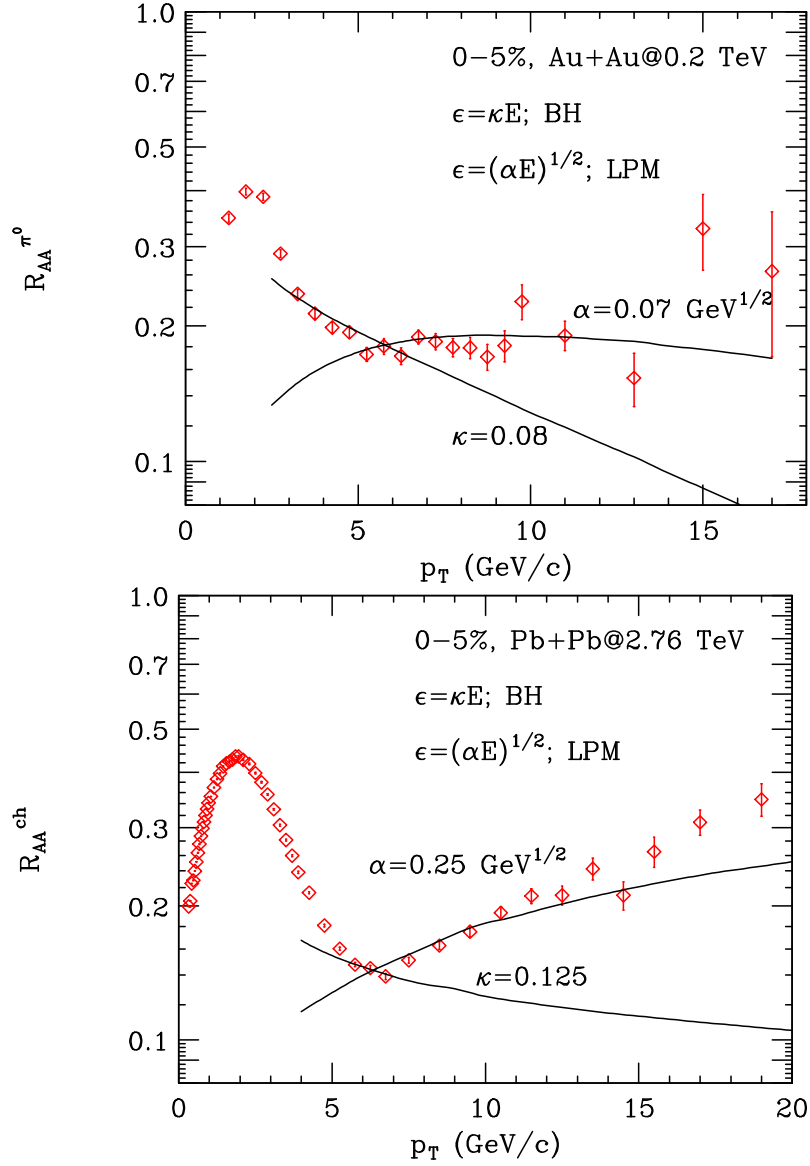 1.0
0.7
0.5
0.3
0.2
0.1
R_AA^π⁰
0−5%, Au+Au@0.2 TeV
ϵ=κE; BH
ϵ=(αE)^1/2; LPM
α=0.07 GeV^1/2
κ=0.08
0 5 10 15
p_T (GeV/c)
1.0
0.7
0.5
0.3
0.2
0.1
R_AA^ch
0−5%, Pb+Pb@2.76 TeV
ϵ=κE; BH
ϵ=(αE)^1/2; LPM
α=0.25 GeV^1/2
κ=0.125
0 5 10 15 20
p_T (GeV/c)